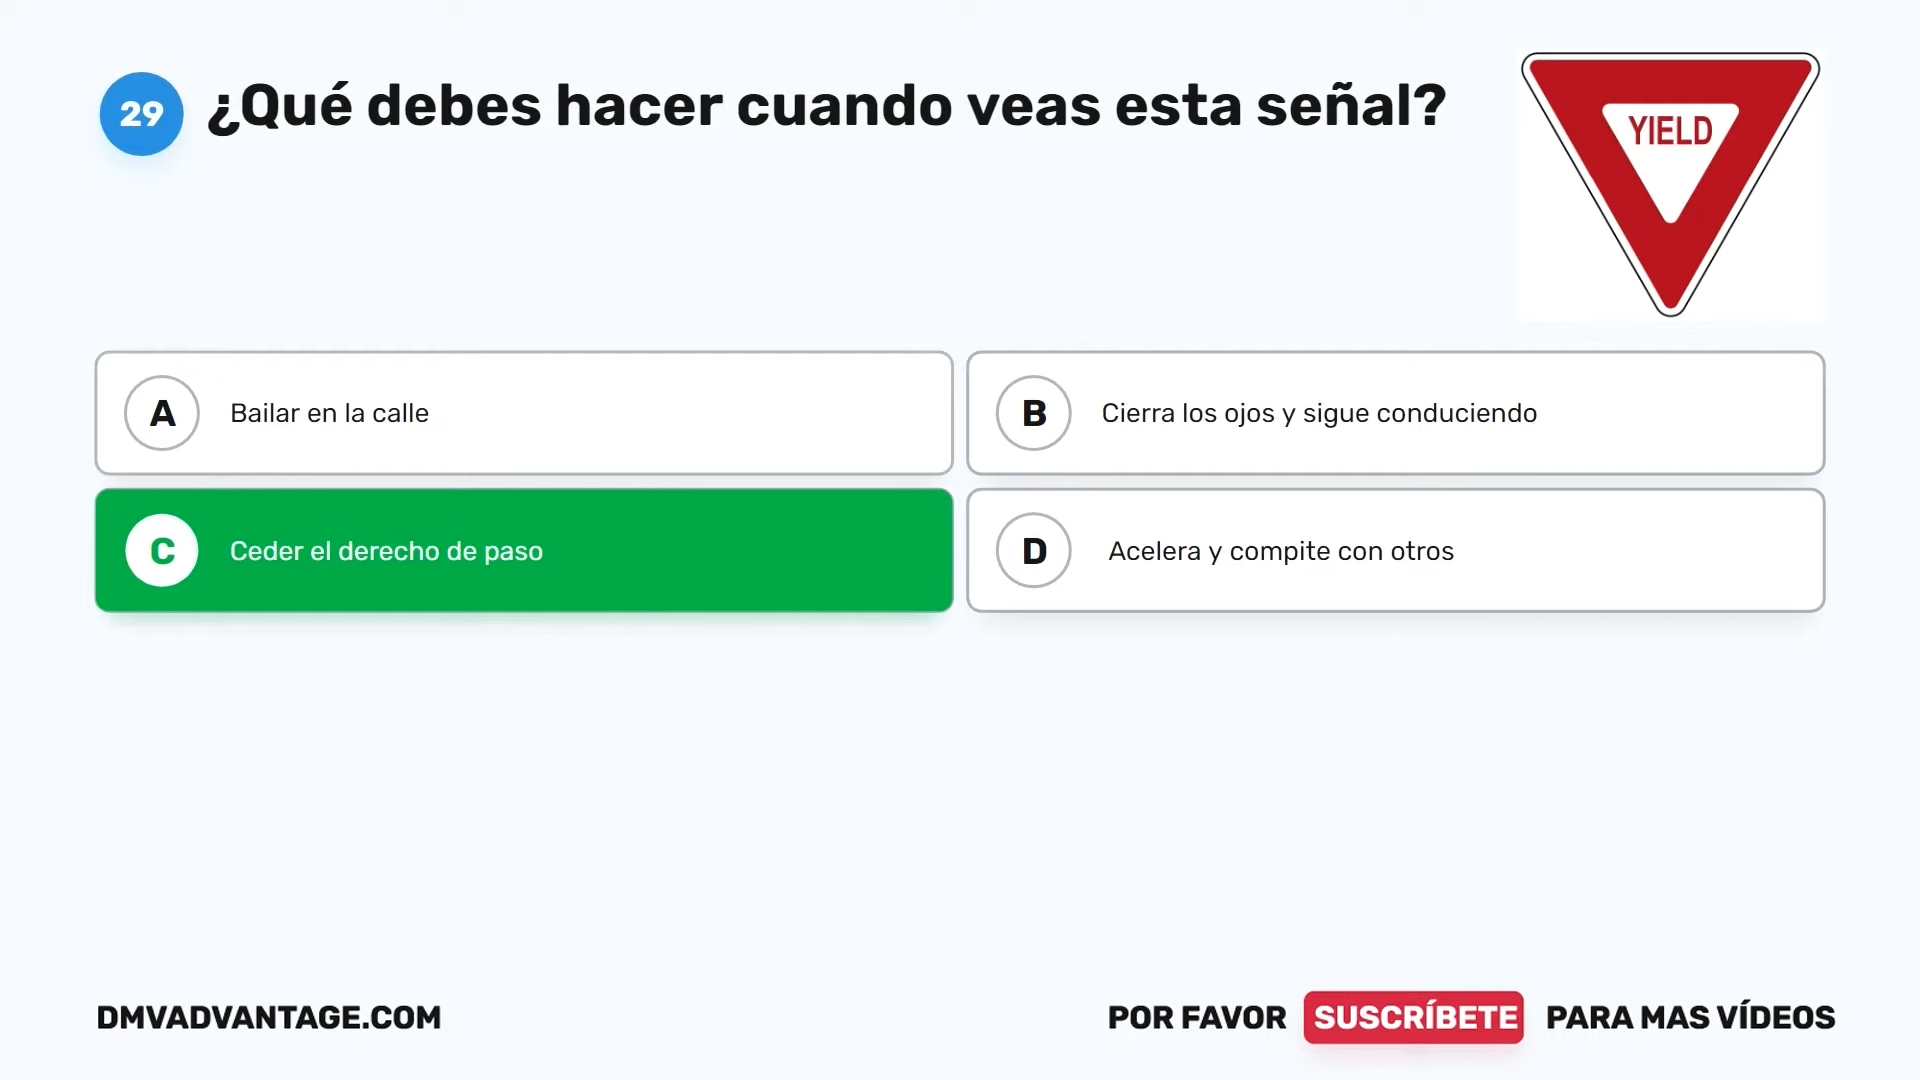 29 ¿Qué debes hacer cuando veas esta señal?
YIELD
A Bailar en la calle
B Cierra los ojos y sigue conduciendo
C Ceder el derecho de paso
D Acelera y compite con otros
DMVADVANTAGE.COM
POR FAVOR SUSCRÍBETE PARA MAS VÍDEOS